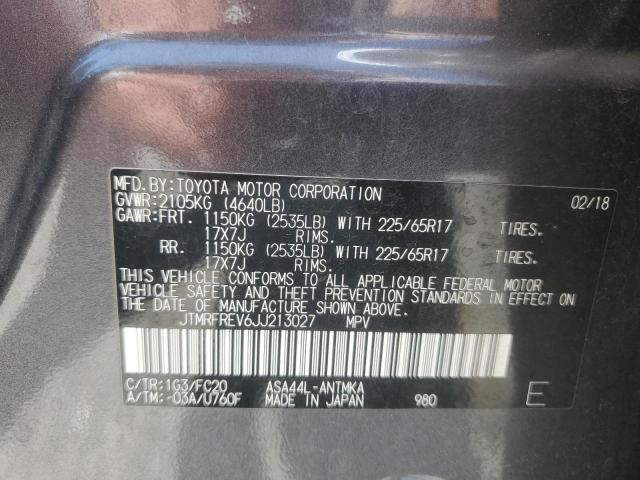 MFD.BY:TOYOTA MOTOR CORPORATION 02/18
GVWR:2105KG (4640LB)
GAWR:FRT. 1150KG (2535LB) WITH 225/65R17 TIRES.
17X7J RIMS.
RR. 1150KG (2535LB) WITH 225/65R17 TIRES.
17X7J RIMS.
THIS VEHICLE CONFORMS TO ALL APPLICABLE FEDERAL MOTOR
VEHICLE SAFETY AND THEFT PREVENTION STANDARDS IN EFFECT ON
THE DATE OF MANUFACTURE SHOWN ABOVE.
JTMRFREV6JJ213027 MPV
C/TR:1G3/FC20 ASA44L-ANTMKA
A/TM:-03A/U760F MADE IN JAPAN 980 E